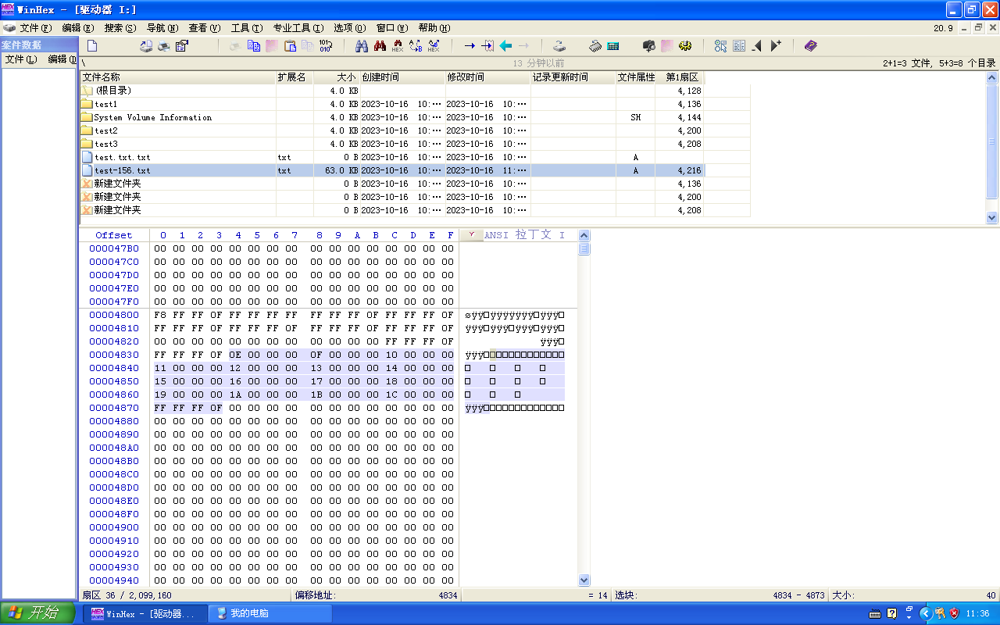 WinHex - [驱动器 I:]
文件(F) 编辑(E) 搜索(S) 导航(N) 查看(V) 工具(T) 专业工具(I) 选项(O) 窗口(W) 帮助(H) 20.9
案件数据
文件(L) 编辑(D
\ 13 分钟以前 2+1=3 文件, 5+3=8 个目录
文件名称 扩展名 大小 创建时间 修改时间 记录更新时间 文件属性 第1扇区
(根目录) 4.0 KB 4,128
test1 4.0 KB 2023-10-16 10:… 2023-10-16 10:… 4,136
System Volume Information 4.0 KB 2023-10-16 10:… 2023-10-16 10:… SH 4,144
test2 4.0 KB 2023-10-16 10:… 2023-10-16 10:… 4,200
test3 4.0 KB 2023-10-16 10:… 2023-10-16 10:… 4,208
test.txt.txt txt 0 B 2023-10-16 10:… 2023-10-16 10:… A
test-156.txt txt 63.0 KB 2023-10-16 10:… 2023-10-16 11:… A 4,216
新建文件夹 0 B 2023-10-16 10:… 2023-10-16 10:… 4,136
新建文件夹 0 B 2023-10-16 10:… 2023-10-16 10:… 4,200
新建文件夹 0 B 2023-10-16 10:… 2023-10-16 10:… 4,208
Offset 0 1 2 3 4 5 6 7 8 9 A B C D E F ANSI 拉丁文 I
000047B0 00 00 00 00 00 00 00 00 00 00 00 00 00 00 00 00
000047C0 00 00 00 00 00 00 00 00 00 00 00 00 00 00 00 00
000047D0 00 00 00 00 00 00 00 00 00 00 00 00 00 00 00 00
000047E0 00 00 00 00 00 00 00 00 00 00 00 00 00 00 00 00
000047F0 00 00 00 00 00 00 00 00 00 00 00 00 00 00 00 00
00004800 F8 FF FF 0F FF FF FF FF FF FF FF 0F FF FF FF 0F øÿÿ□ÿÿÿÿÿÿÿ□ÿÿÿ□
00004810 FF FF FF 0F FF FF FF 0F FF FF FF 0F FF FF FF 0F ÿÿÿ□ÿÿÿ□ÿÿÿ□ÿÿÿ□
00004820 00 00 00 00 00 00 00 00 00 00 00 00 FF FF FF 0F ÿÿÿ□
00004830 FF FF FF 0F 0E 00 00 00 0F 00 00 00 10 00 00 00 ÿÿÿ□□□□□□□□□□□□□
00004840 11 00 00 00 12 00 00 00 13 00 00 00 14 00 00 00 □ □ □ □
00004850 15 00 00 00 16 00 00 00 17 00 00 00 18 00 00 00 □ □ □ □
00004860 19 00 00 00 1A 00 00 00 1B 00 00 00 1C 00 00 00 □ □ □
00004870 FF FF FF 0F 00 00 00 00 00 00 00 00 00 00 00 00 ÿÿÿ□□□□□□□□□□□□□
00004880 00 00 00 00 00 00 00 00 00 00 00 00 00 00 00 00
00004890 00 00 00 00 00 00 00 00 00 00 00 00 00 00 00 00
000048A0 00 00 00 00 00 00 00 00 00 00 00 00 00 00 00 00
000048B0 00 00 00 00 00 00 00 00 00 00 00 00 00 00 00 00
000048C0 00 00 00 00 00 00 00 00 00 00 00 00 00 00 00 00
000048D0 00 00 00 00 00 00 00 00 00 00 00 00 00 00 00 00
000048E0 00 00 00 00 00 00 00 00 00 00 00 00 00 00 00 00
000048F0 00 00 00 00 00 00 00 00 00 00 00 00 00 00 00 00
00004900 00 00 00 00 00 00 00 00 00 00 00 00 00 00 00 00
00004910 00 00 00 00 00 00 00 00 00 00 00 00 00 00 00 00
00004920 00 00 00 00 00 00 00 00 00 00 00 00 00 00 00 00
00004930 00 00 00 00 00 00 00 00 00 00 00 00 00 00 00 00
00004940 00 00 00 00 00 00 00 00 00 00 00 00 00 00 00 00
扇区 36 / 2,099,160 偏移地址: 4834 = 14 选块: 4834 - 4873 大小: 40
开始 WinHex - [驱动器... 我的电脑 11:36